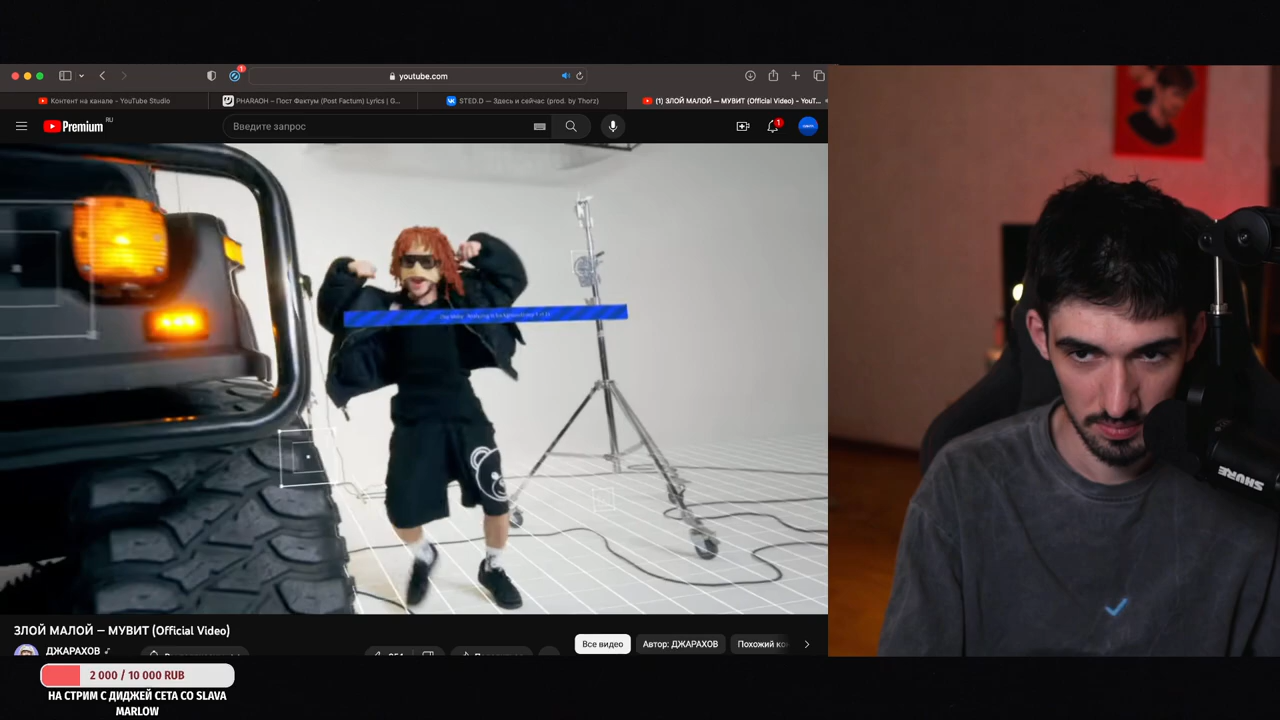 youtube.com
Контент на канале - YouTube Studio
PHARAOH – Пост Фактум (Post Factum) Lyrics | G...
STED.D — Здесь и сейчас (prod. by Thorz)
(1) ЗЛОЙ МАЛОЙ — МУВИТ (Official Video) - YouT...
Premium RU
Введите запрос
1
SHURE
ЗЛОЙ МАЛОЙ — МУВИТ (Official Video)
ДЖАРАХОВ
Все видео
Автор: ДЖАРАХОВ
Похожий кон
2 000 / 10 000 RUB
НА СТРИМ С ДИДЖЕЙ СЕТА СО SLAVA
MARLOW